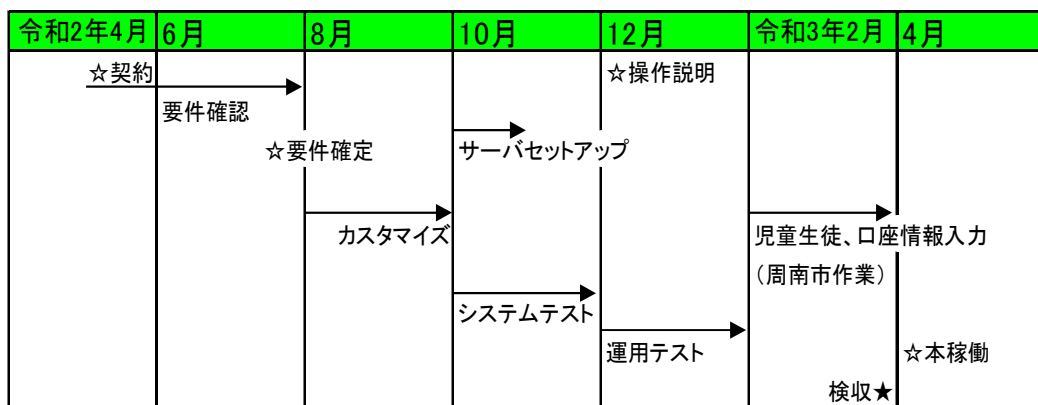 令和2年4月 6月 8月 10月 12月 令和3年2月 4月
☆契約 ☆操作説明
要件確認
☆要件確定 サーバセットアップ
カスタマイズ 児童生徒、口座情報入力
（周南市作業）
システムテスト
運用テスト ☆本稼働
検収★